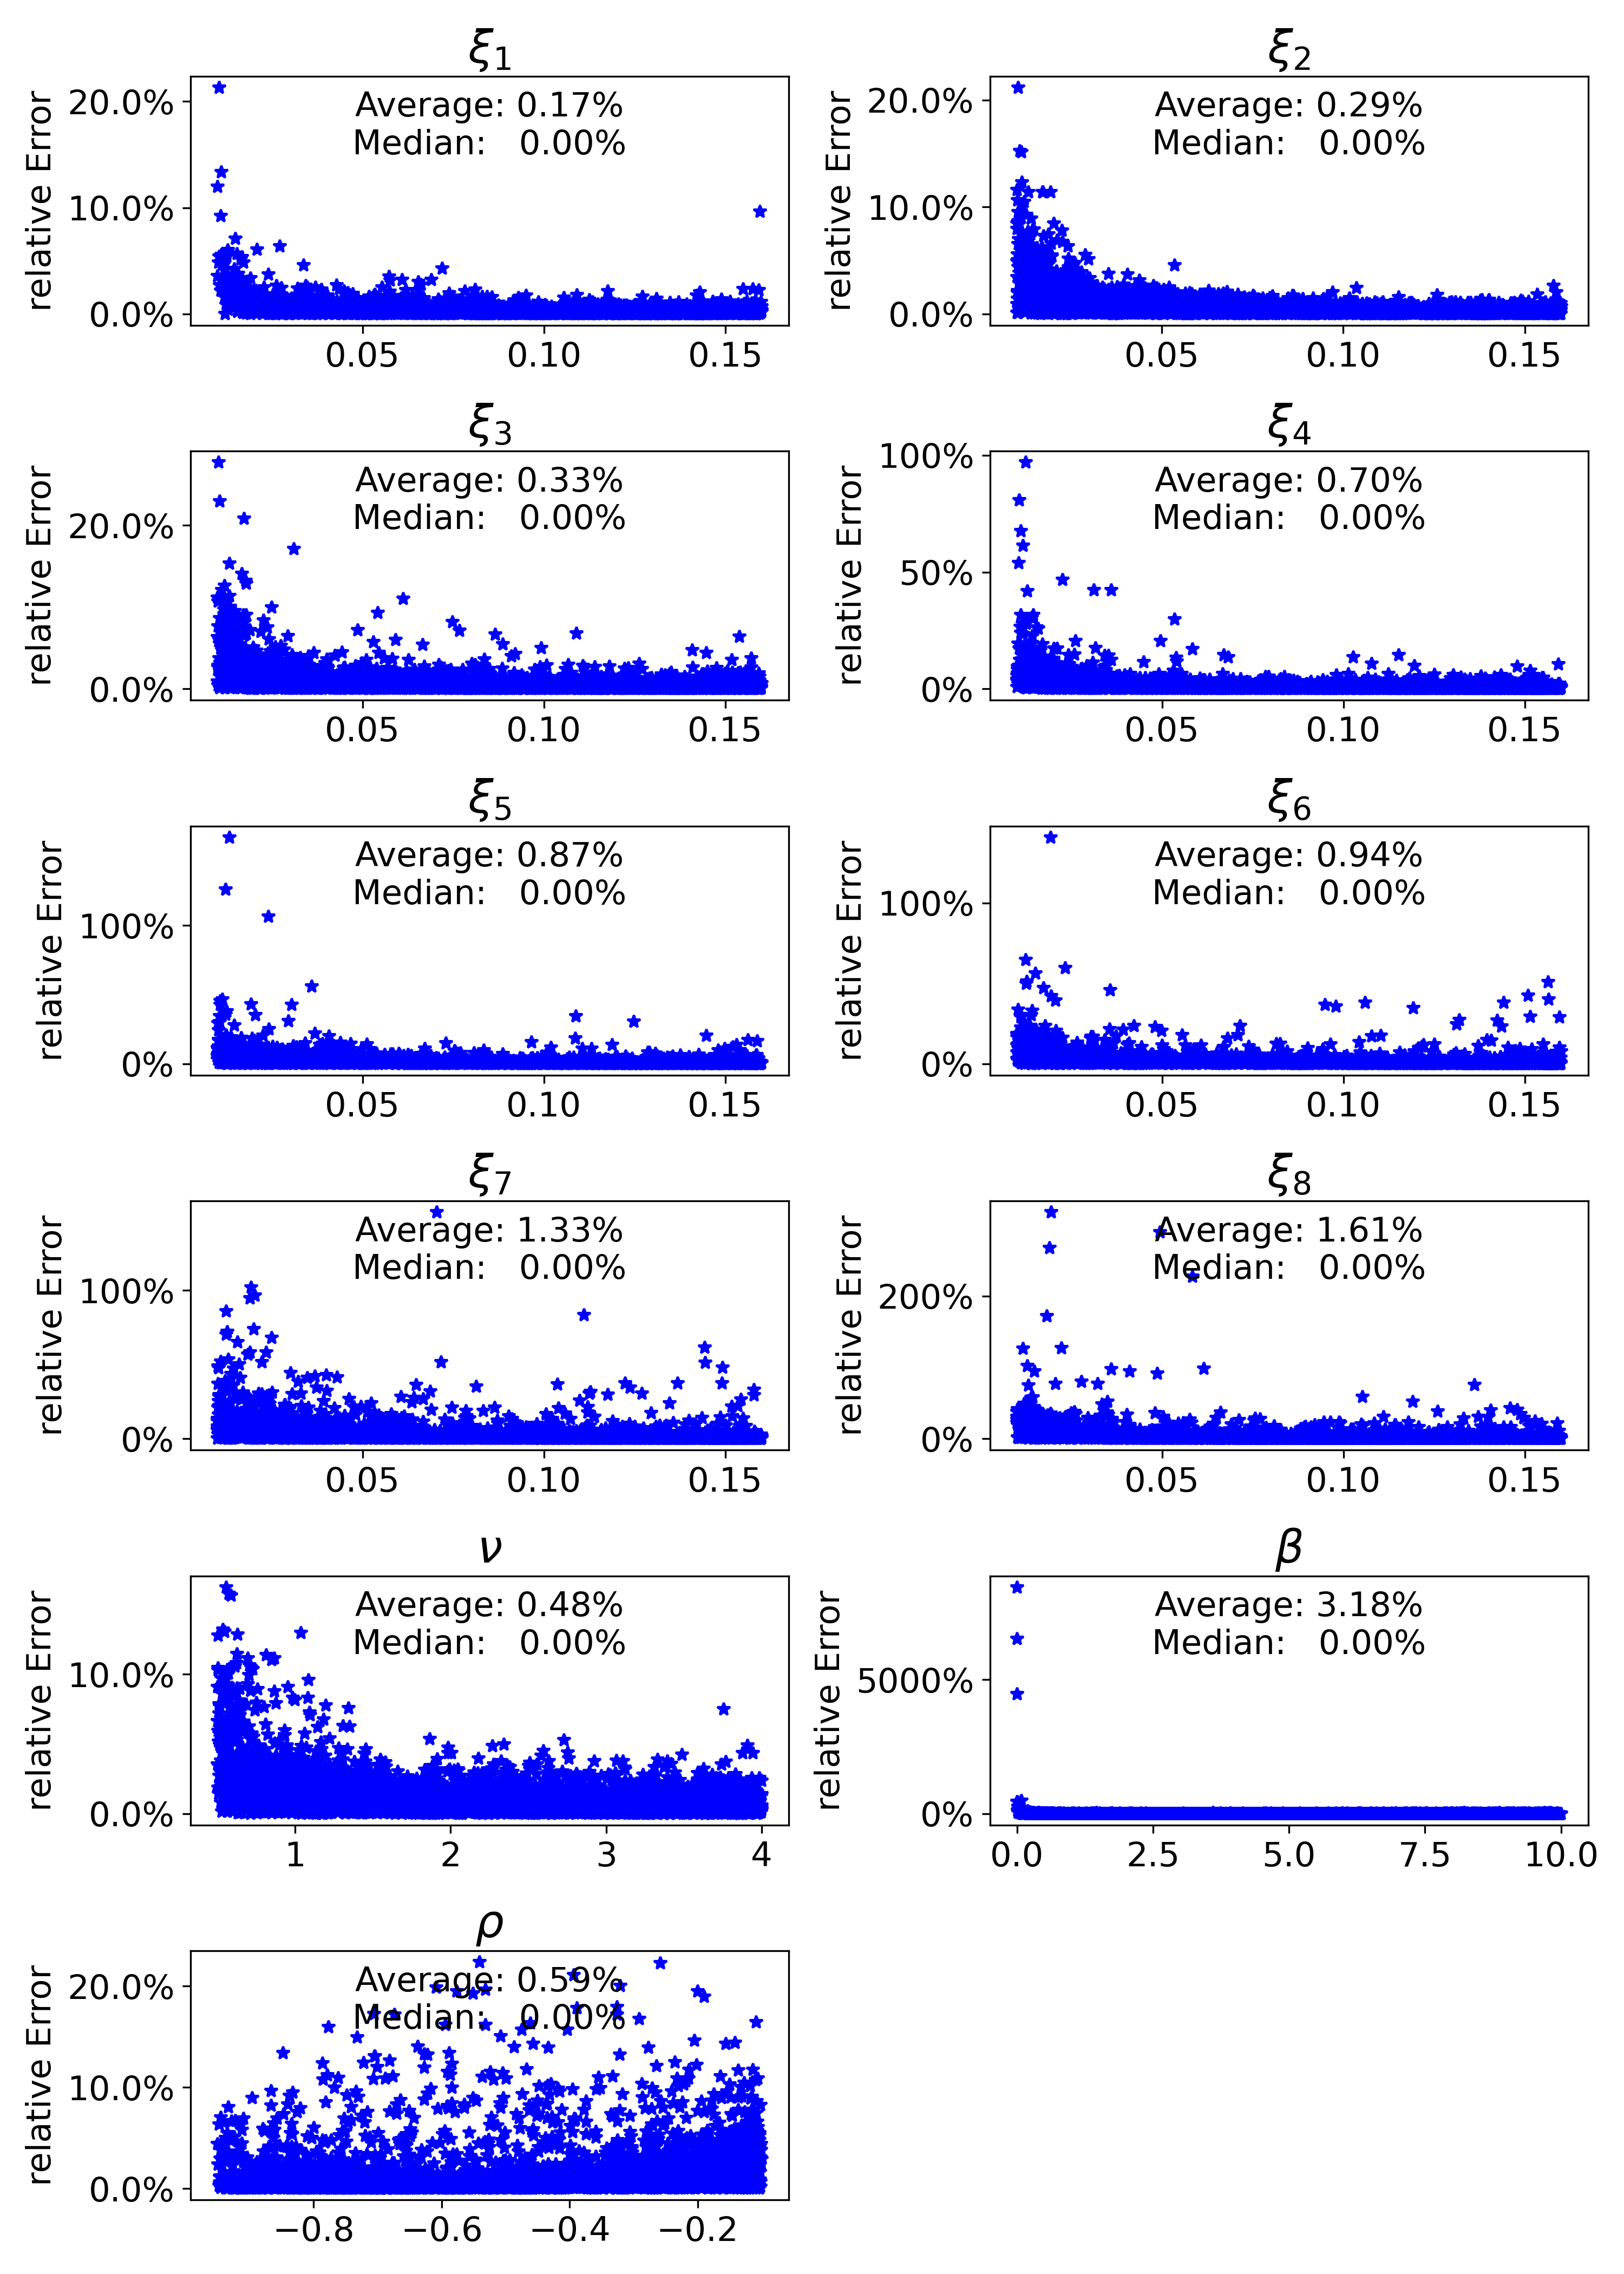 ξ1
relative Error
20.0%
10.0%
0.0%
Average: 0.17%
Median: 0.00%
0.05 0.10 0.15
ξ2
relative Error
20.0%
10.0%
0.0%
Average: 0.29%
Median: 0.00%
0.05 0.10 0.15
ξ3
relative Error
20.0%
0.0%
Average: 0.33%
Median: 0.00%
0.05 0.10 0.15
ξ4
relative Error
100%
50%
0%
Average: 0.70%
Median: 0.00%
0.05 0.10 0.15
ξ5
relative Error
100%
0%
Average: 0.87%
Median: 0.00%
0.05 0.10 0.15
ξ6
relative Error
100%
0%
Average: 0.94%
Median: 0.00%
0.05 0.10 0.15
ξ7
relative Error
100%
0%
Average: 1.33%
Median: 0.00%
0.05 0.10 0.15
ξ8
relative Error
200%
0%
Average: 1.61%
Median: 0.00%
0.05 0.10 0.15
ν
relative Error
10.0%
0.0%
Average: 0.48%
Median: 0.00%
1 2 3 4
β
relative Error
5000%
0%
Average: 3.18%
Median: 0.00%
0.0 2.5 5.0 7.5 10.0
ρ
relative Error
20.0%
10.0%
0.0%
Average: 0.59%
Median: 0.00%
−0.8 −0.6 −0.4 −0.2